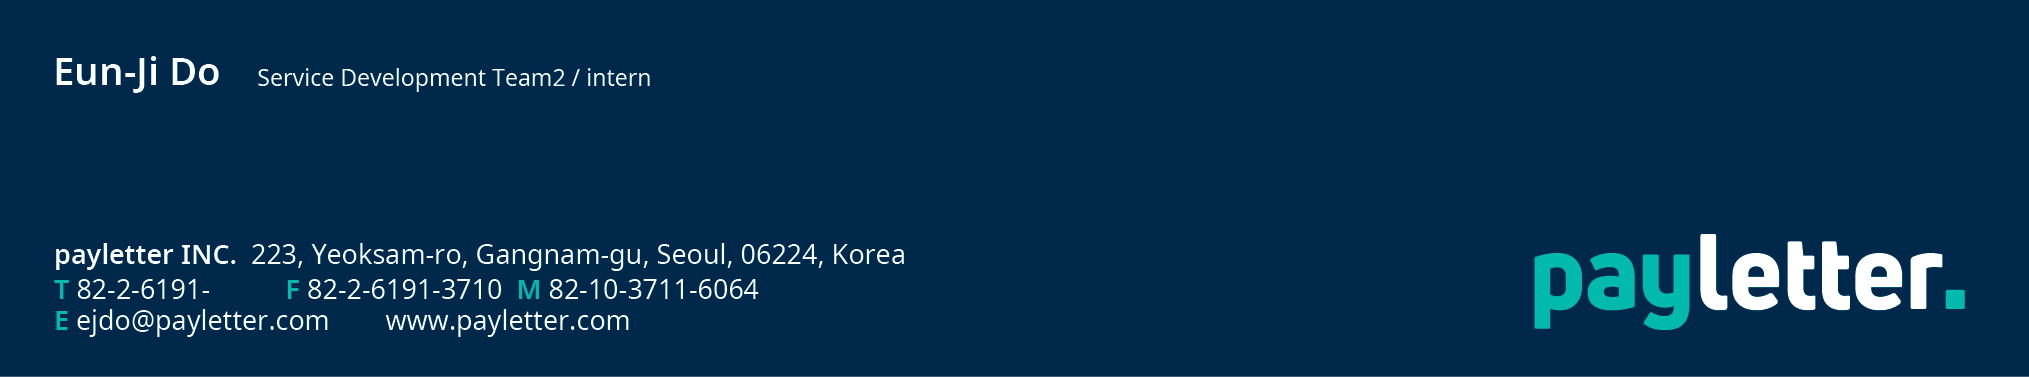 Eun-Ji Do Service Development Team2 / intern
payletter INC. 223, Yeoksam-ro, Gangnam-gu, Seoul, 06224, Korea
T 82-2-6191- F 82-2-6191-3710 M 82-10-3711-6064
E ejdo@payletter.com www.payletter.com
payletter.